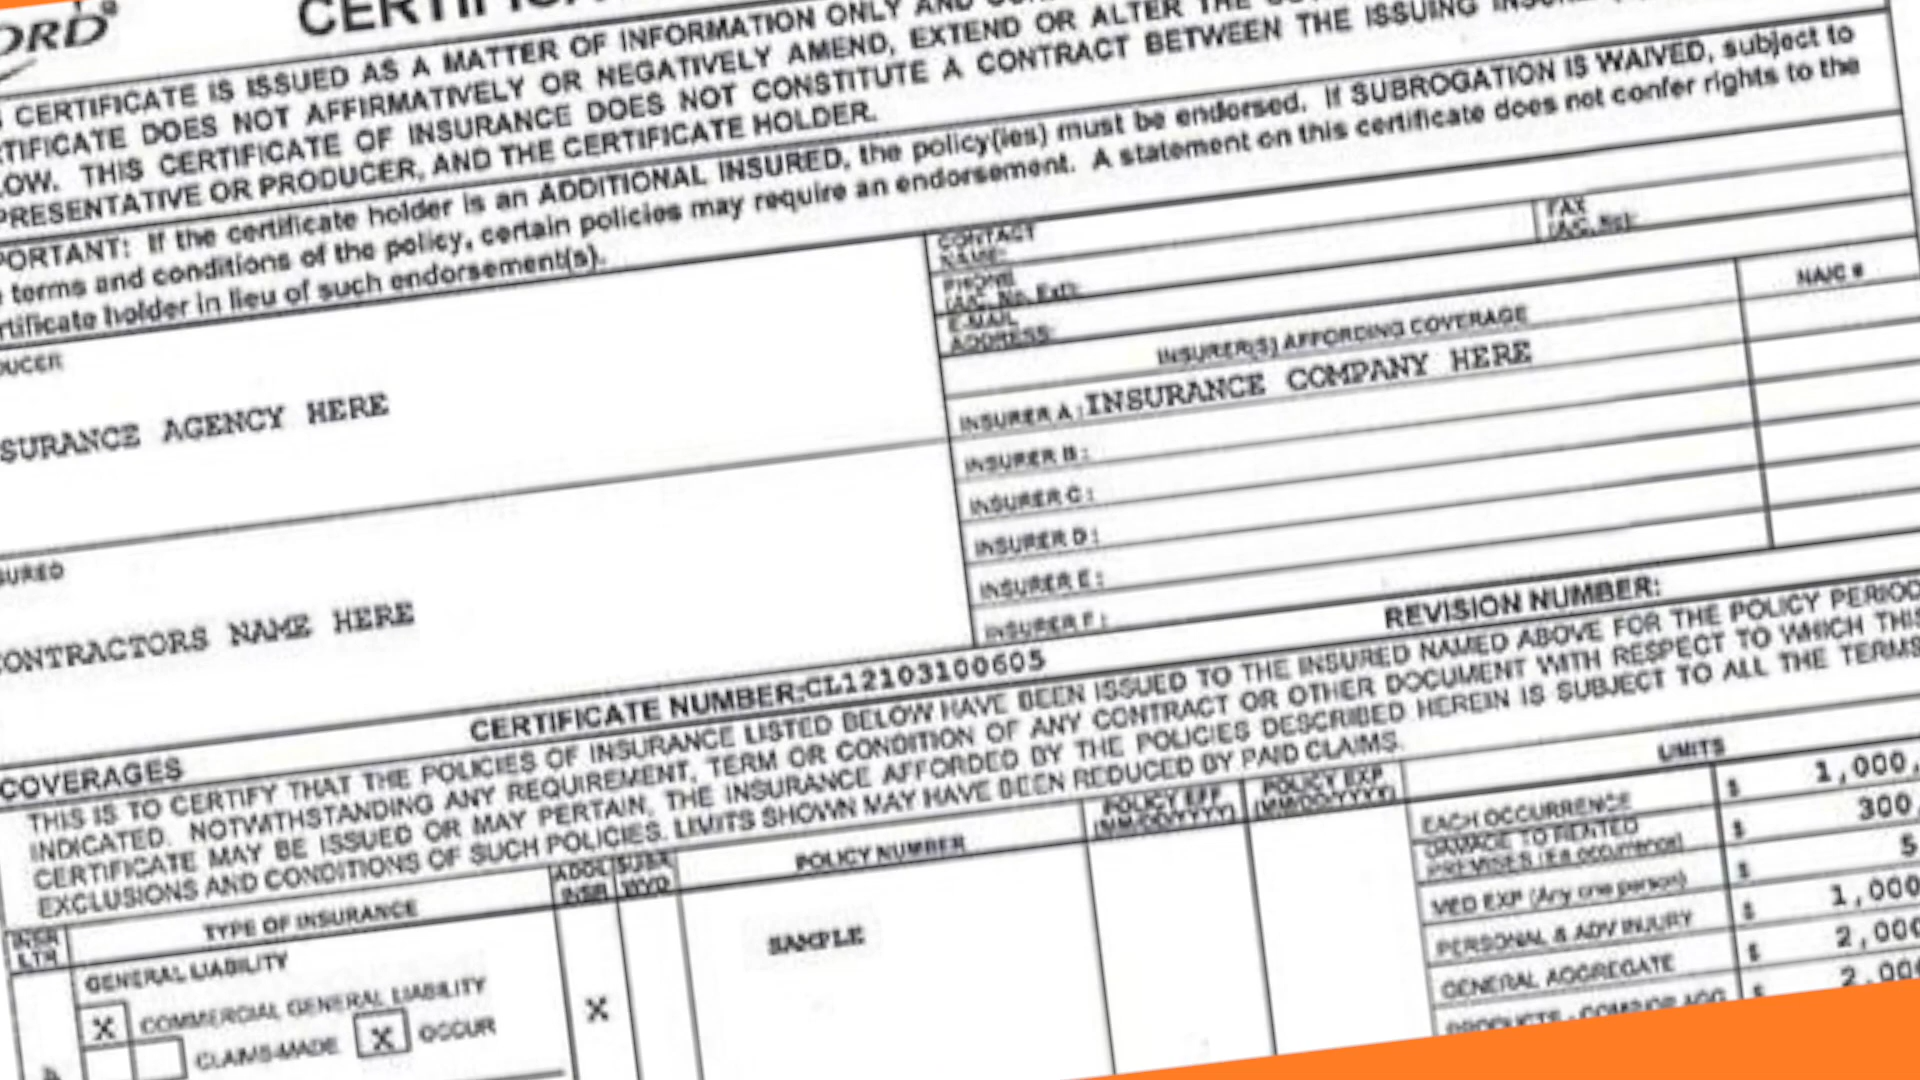 ORD®
CERTIFICA
CERTIFICATE IS ISSUED AS A MATTER OF INFORMATION ONLY AND
TIFICATE DOES NOT AFFIRMATIVELY OR NEGATIVELY AMEND, EXTEND OR ALTER THE
LOW. THIS CERTIFICATE OF INSURANCE DOES NOT CONSTITUTE A CONTRACT BETWEEN THE ISSUING
PRESENTATIVE OR PRODUCER, AND THE CERTIFICATE HOLDER.
PORTANT: If the certificate holder is an ADDITIONAL INSURED, the policy(ies) must be endorsed. If SUBROGATION IS WAIVED, subject to
terms and conditions of the policy, certain policies may require an endorsement. A statement on this certificate does not confer rights to the
rtificate holder in lieu of such endorsement(s).
DUCER
SURANCE AGENCY HERE
SURED
ONTRACTORS NAME HERE
CONTACT
NAME:
PHONE
(A/C, No, Ext):
FAX
(A/C, No):
E-MAIL
ADDRESS:
INSURER(S) AFFORDING COVERAGE
NAIC #
INSURER A : INSURANCE COMPANY HERE
INSURER B :
INSURER C :
INSURER D :
INSURER E :
INSURER F :
COVERAGES
CERTIFICATE NUMBER:CL12103100605
REVISION NUMBER:
THIS IS TO CERTIFY THAT THE POLICIES OF INSURANCE LISTED BELOW HAVE BEEN ISSUED TO THE INSURED NAMED ABOVE FOR THE POLICY PERIOD
INDICATED. NOTWITHSTANDING ANY REQUIREMENT, TERM OR CONDITION OF ANY CONTRACT OR OTHER DOCUMENT WITH RESPECT TO WHICH THIS
CERTIFICATE MAY BE ISSUED OR MAY PERTAIN, THE INSURANCE AFFORDED BY THE POLICIES DESCRIBED HEREIN IS SUBJECT TO ALL THE TERMS
EXCLUSIONS AND CONDITIONS OF SUCH POLICIES. LIMITS SHOWN MAY HAVE BEEN REDUCED BY PAID CLAIMS.
INSR
LTR
TYPE OF INSURANCE
ADDL
INSR
SUBR
WVD
POLICY NUMBER
POLICY EFF
(MM/DD/YYYY)
POLICY EXP
(MM/DD/YYYY)
LIMITS
GENERAL LIABILITY
X COMMERCIAL GENERAL LIABILITY
CLAIMS-MADE X OCCUR
A
X
SAMPLE
EACH OCCURRENCE $ 1,000,
DAMAGE TO RENTED
PREMISES (Ea occurrence) $ 300,
MED EXP (Any one person) $ 5
PERSONAL & ADV INJURY $ 1,000
GENERAL AGGREGATE $ 2,000
PRODUCTS - COMP/OP AGG $ 2,00